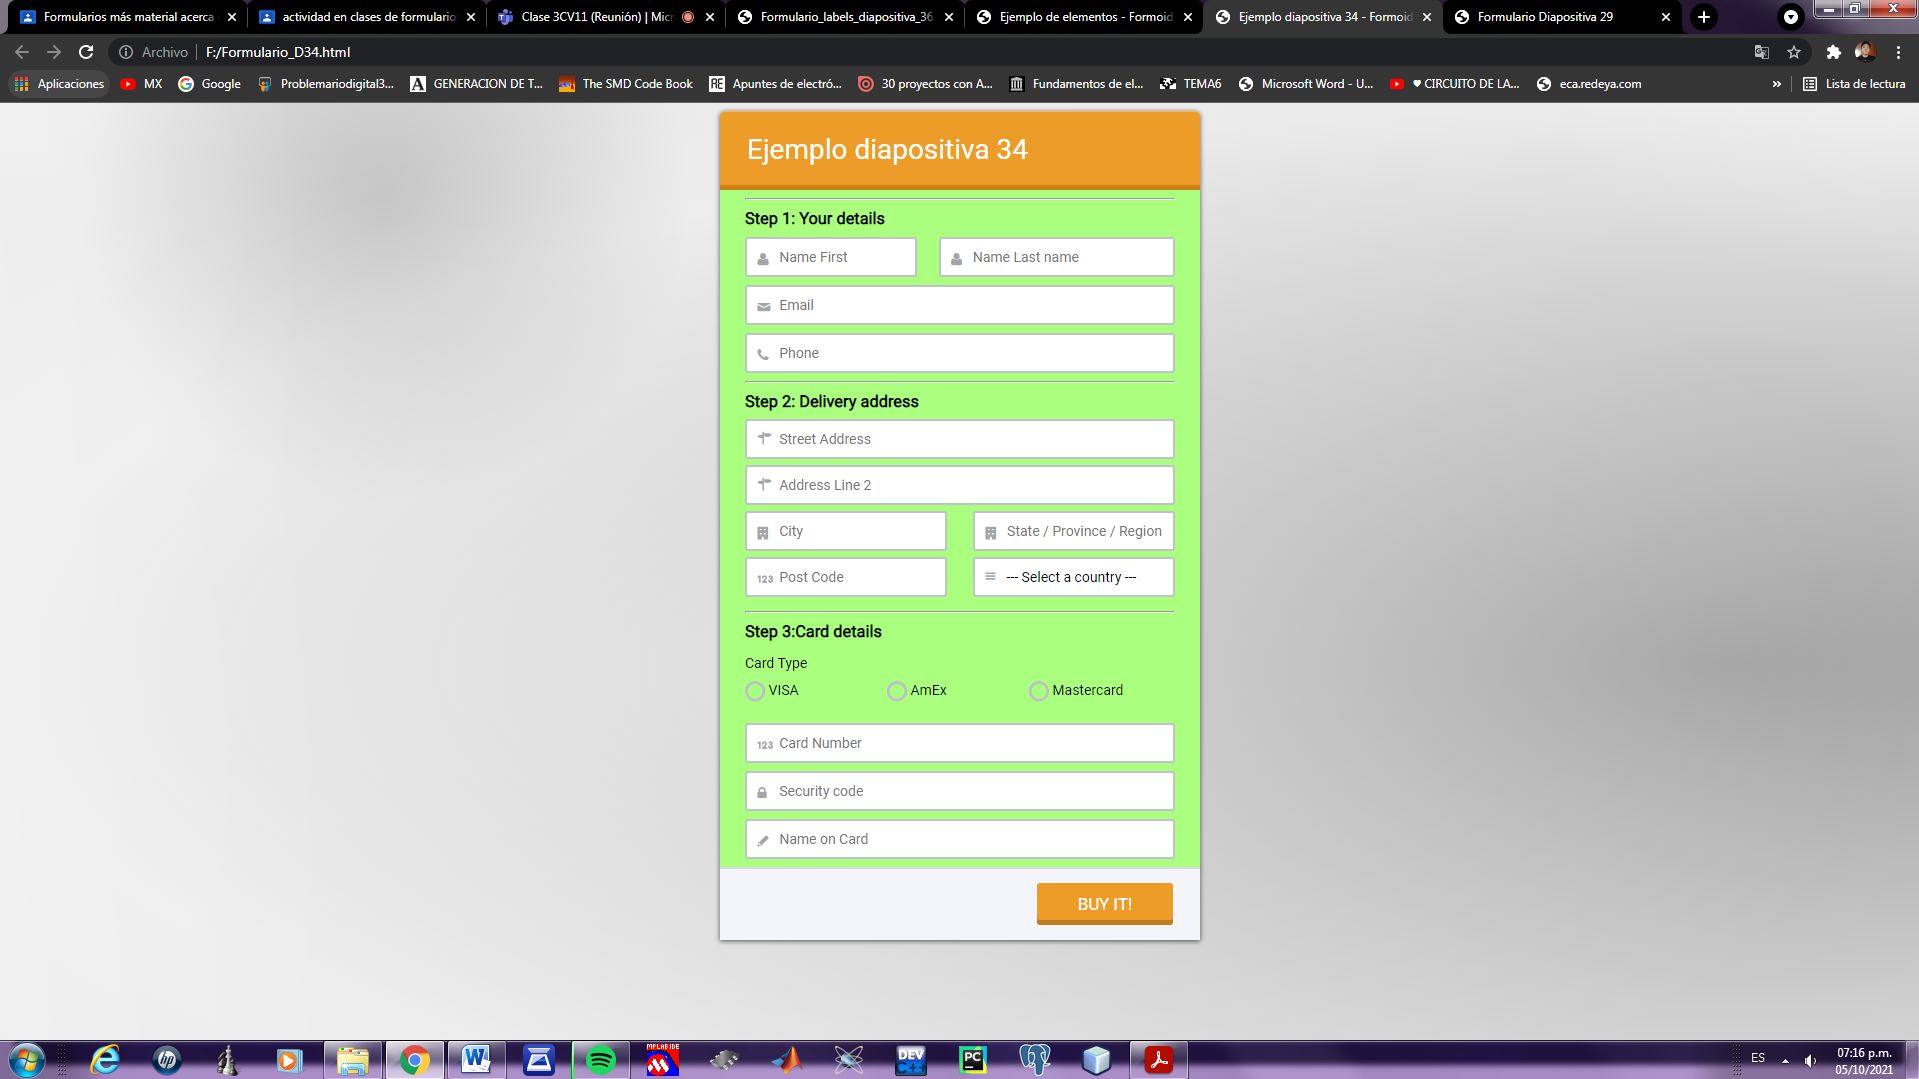 Formularios más material acerca
actividad en clases de formulario
Clase 3CV11 (Reunión) | Micr
Formulario_labels_diapositiva_36
Ejemplo de elementos - Formoid
Ejemplo diapositiva 34 - Formoid
Formulario Diapositiva 29
Archivo | F:/Formulario_D34.html
Aplicaciones
MX
Google
Problemariodigital3...
GENERACION DE T...
The SMD Code Book
Apuntes de electró...
30 proyectos con A...
Fundamentos de el...
TEMA6
Microsoft Word - U...
♥ CIRCUITO DE LA...
eca.redeya.com
»
Lista de lectura
Ejemplo diapositiva 34
Step 1: Your details
Name First
Name Last name
Email
Phone
Step 2: Delivery address
Street Address
Address Line 2
City
State / Province / Region
123 Post Code
--- Select a country ---
Step 3:Card details
Card Type
VISA
AmEx
Mastercard
123 Card Number
Security code
Name on Card
BUY IT!
MPLAB IDE
DEV C++
PC
ES
07:16 p.m.
05/10/2021